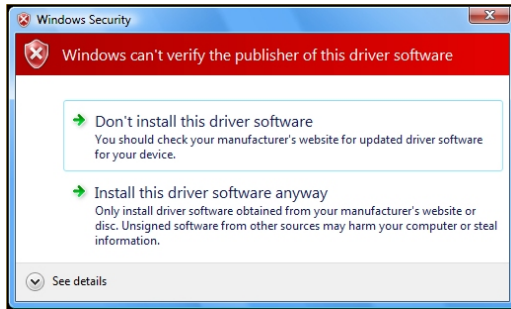 Windows Security
Windows can't verify the publisher of this driver software
Don't install this driver software
You should check your manufacturer's website for updated driver software
for your device.
Install this driver software anyway
Only install driver software obtained from your manufacturer's website or
disc. Unsigned software from other sources may harm your computer or steal
information.
See details